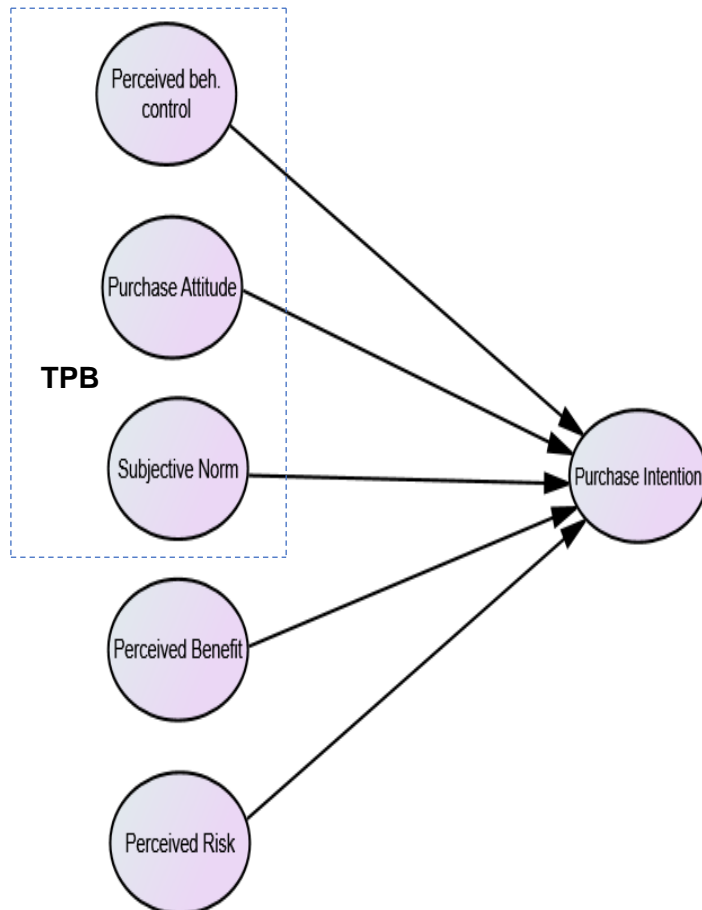 Perceived beh.
control
Purchase Attitude
TPB
Subjective Norm
Purchase Intention
Perceived Benefit
Perceived Risk